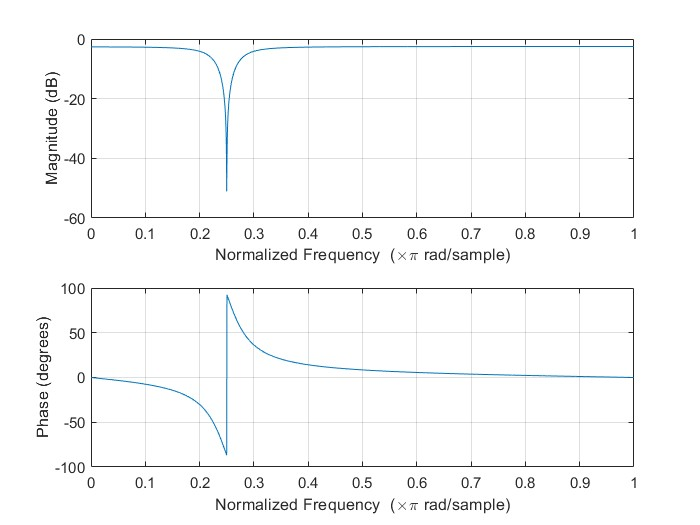 0
-20
-40
-60
Magnitude (dB)
0 0.1 0.2 0.3 0.4 0.5 0.6 0.7 0.8 0.9 1
Normalized Frequency (×π rad/sample)
100
50
0
-50
-100
Phase (degrees)
0 0.1 0.2 0.3 0.4 0.5 0.6 0.7 0.8 0.9 1
Normalized Frequency (×π rad/sample)